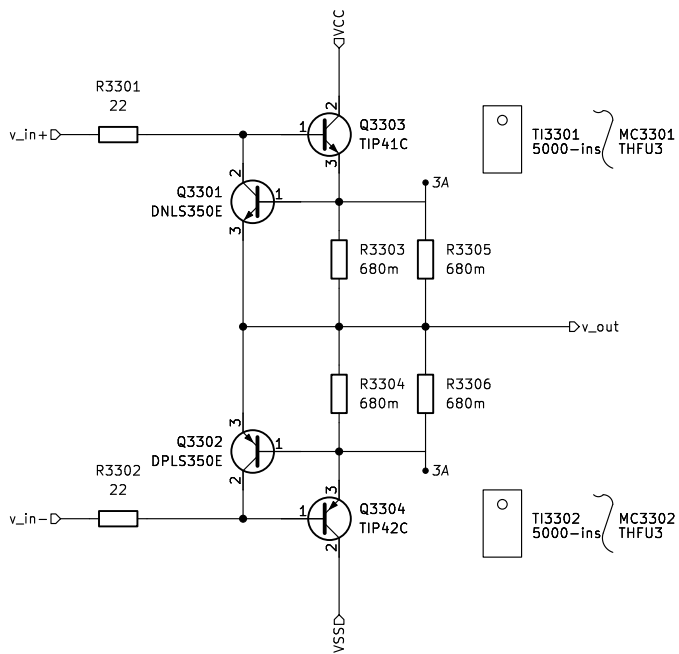 VCC
R3301
22
v_in+
1
2
3
Q3303
TIP41C
TI3301
5000-ins
MC3301
THFU3
3A
Q3301
DNLS350E
2
1
3
R3303
680m
R3305
680m
v_out
R3304
680m
R3306
680m
Q3302
DPLS350E
3
1
2
3A
R3302
22
v_in-
1
3
2
Q3304
TIP42C
TI3302
5000-ins
MC3302
THFU3
VSS